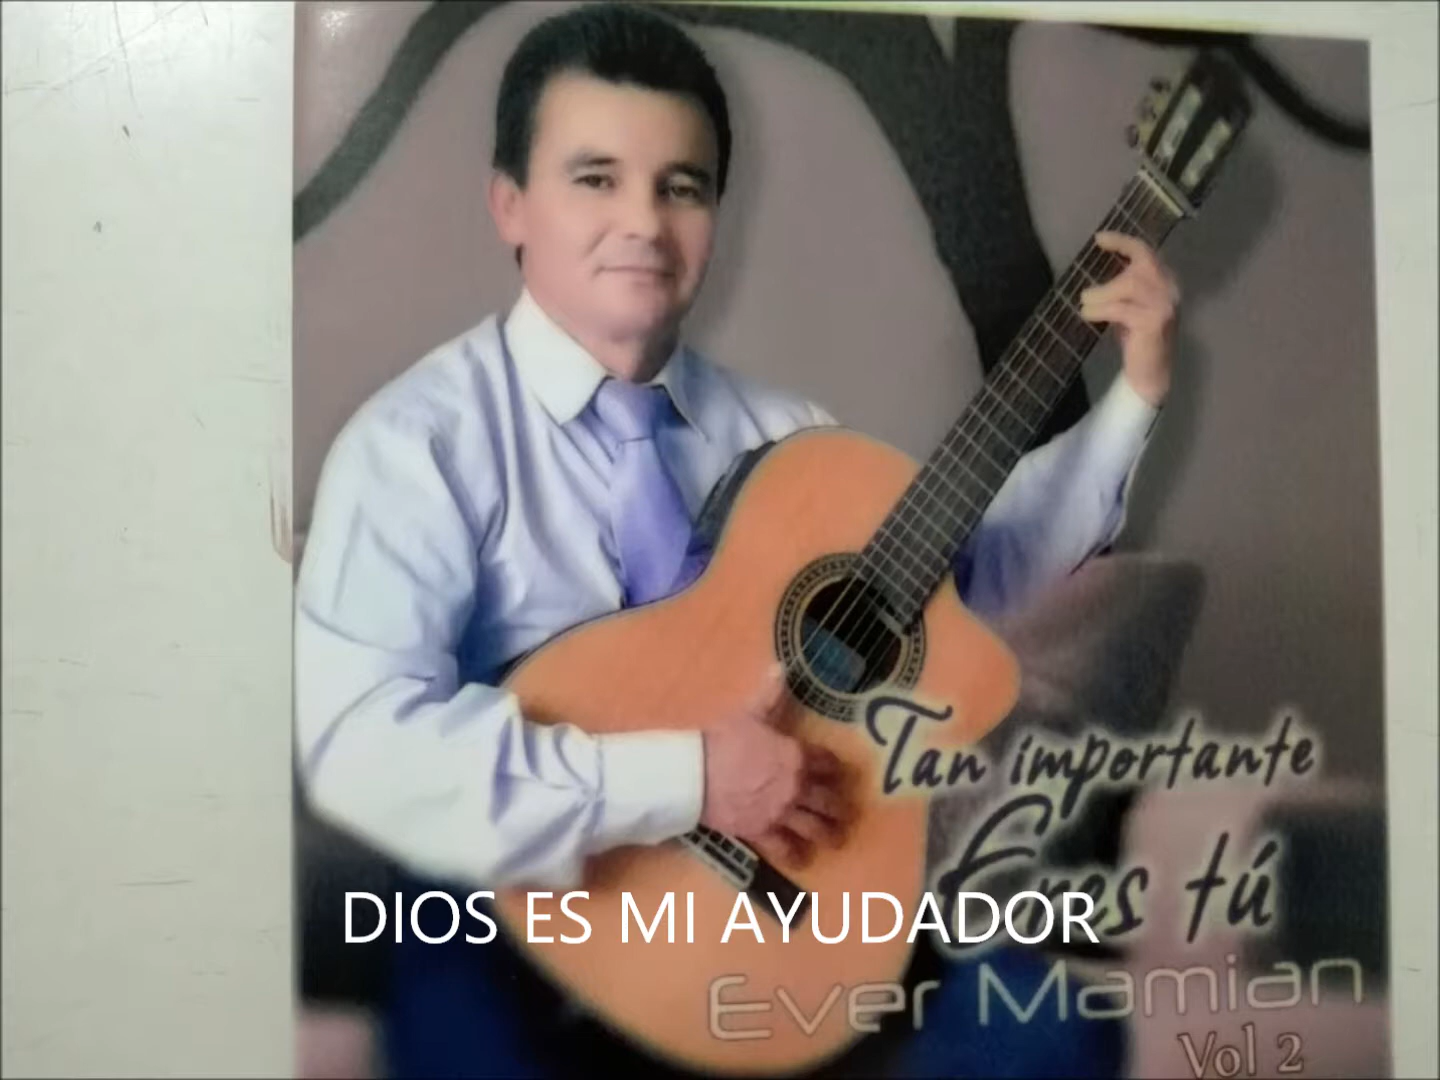 Tan importante
Eres tú
DIOS ES MI AYUDADOR
Ever Mamian
Vol 2